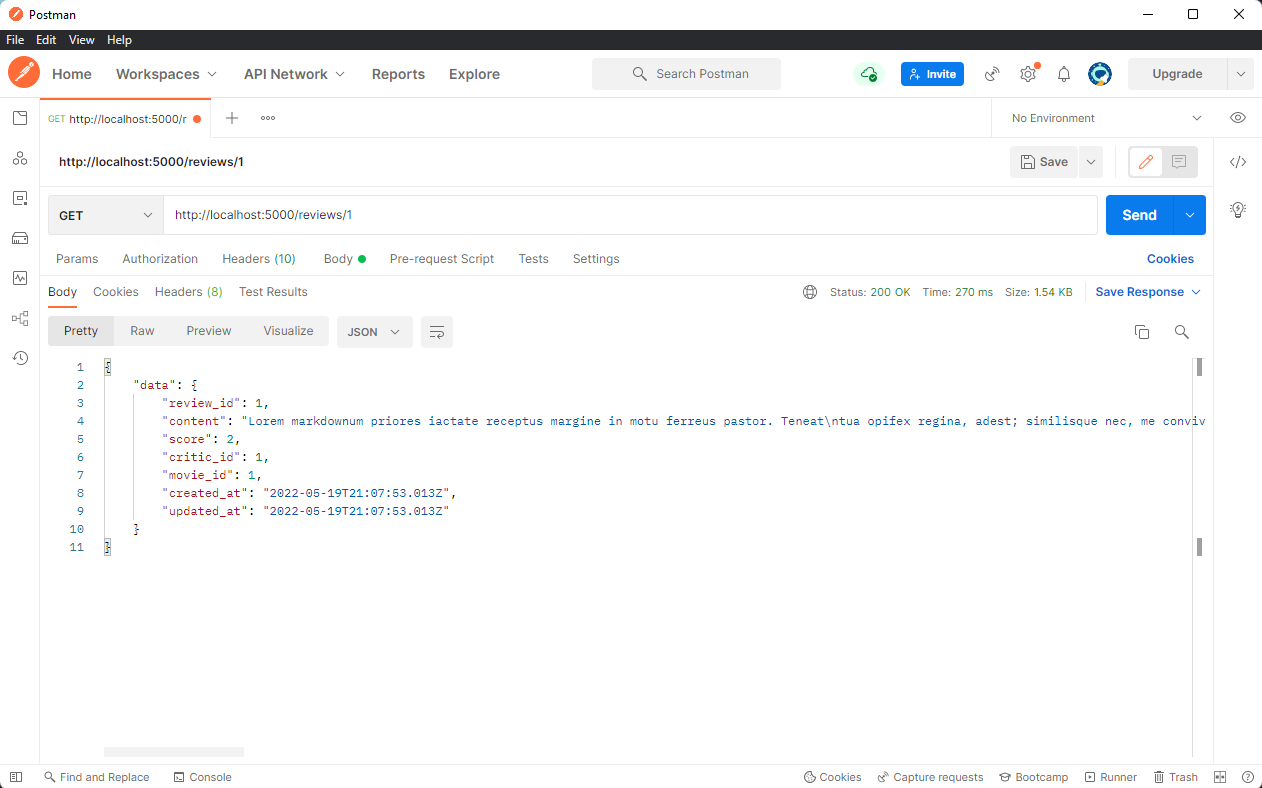 Postman
File Edit View Help
Home Workspaces API Network Reports Explore Search Postman Invite Upgrade
GET http://localhost:5000/r No Environment
http://localhost:5000/reviews/1 Save
GET http://localhost:5000/reviews/1 Send
Params Authorization Headers (10) Body Pre-request Script Tests Settings Cookies
Body Cookies Headers (8) Test Results Status: 200 OK Time: 270 ms Size: 1.54 KB Save Response
Pretty Raw Preview Visualize JSON
1 {
2 "data": {
3 "review_id": 1,
4 "content": "Lorem markdownum priores iactate receptus margine in motu ferreus pastor. Teneat\ntua opifex regina, adest; similisque nec, me conviv
5 "score": 2,
6 "critic_id": 1,
7 "movie_id": 1,
8 "created_at": "2022-05-19T21:07:53.013Z",
9 "updated_at": "2022-05-19T21:07:53.013Z"
10 }
11 }
Find and Replace Console Cookies Capture requests Bootcamp Runner Trash